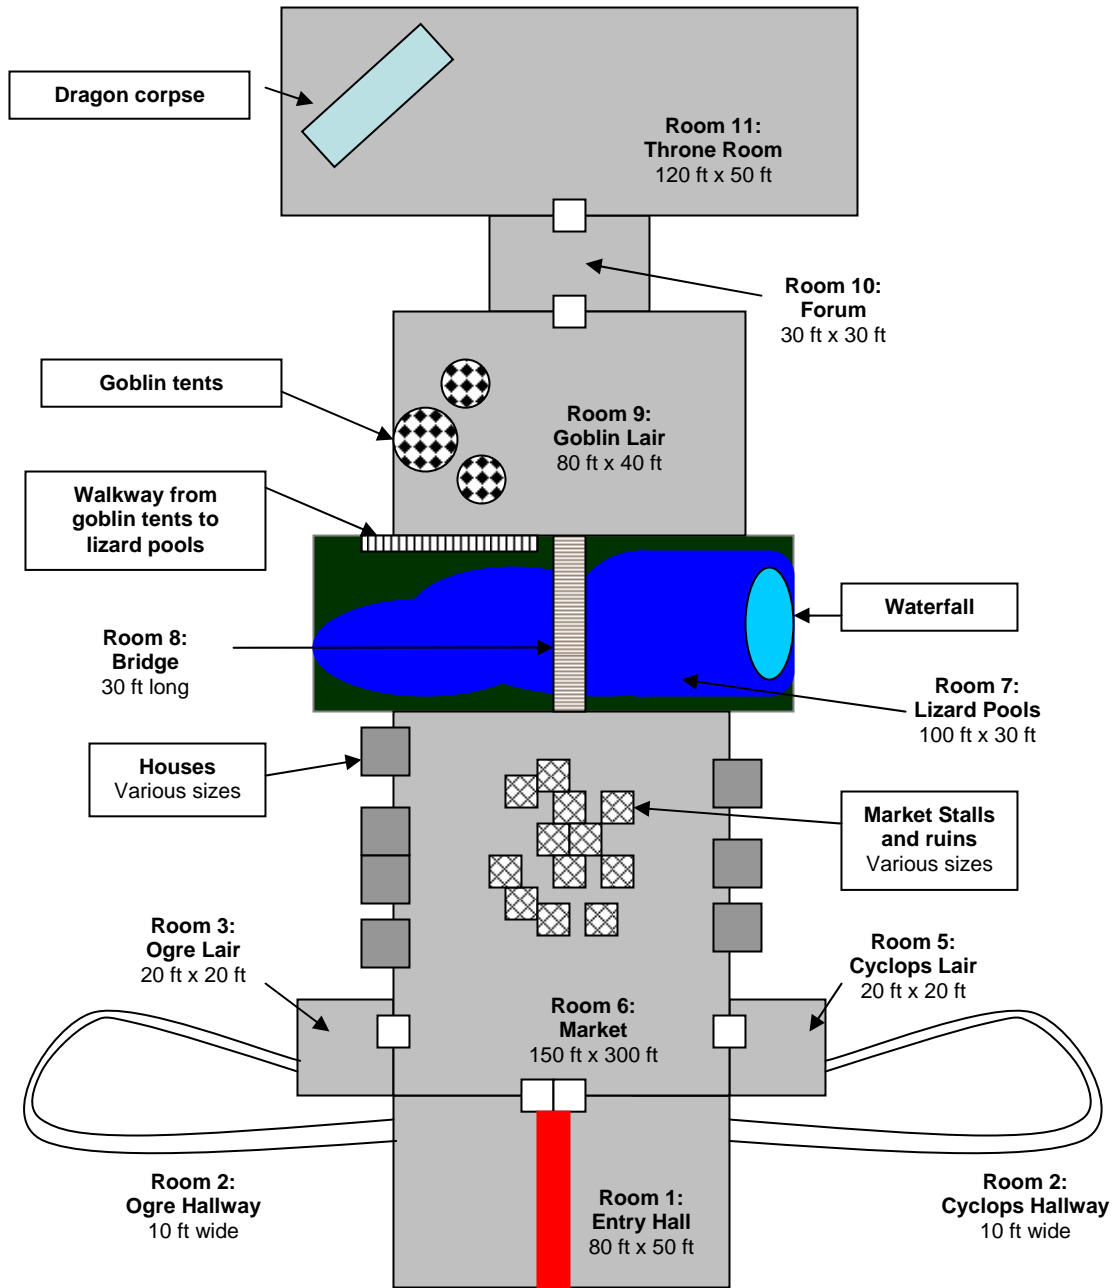 Dragon corpse
Room 11:
Throne Room
120 ft x 50 ft
Room 10:
Forum
30 ft x 30 ft
Goblin tents
Room 9:
Goblin Lair
80 ft x 40 ft
Walkway from
goblin tents to
lizard pools
Waterfall
Room 8:
Bridge
30 ft long
Room 7:
Lizard Pools
100 ft x 30 ft
Houses
Various sizes
Market Stalls
and ruins
Various sizes
Room 3:
Ogre Lair
20 ft x 20 ft
Room 5:
Cyclops Lair
20 ft x 20 ft
Room 6:
Market
150 ft x 300 ft
Room 2:
Ogre Hallway
10 ft wide
Room 1:
Entry Hall
80 ft x 50 ft
Room 2:
Cyclops Hallway
10 ft wide